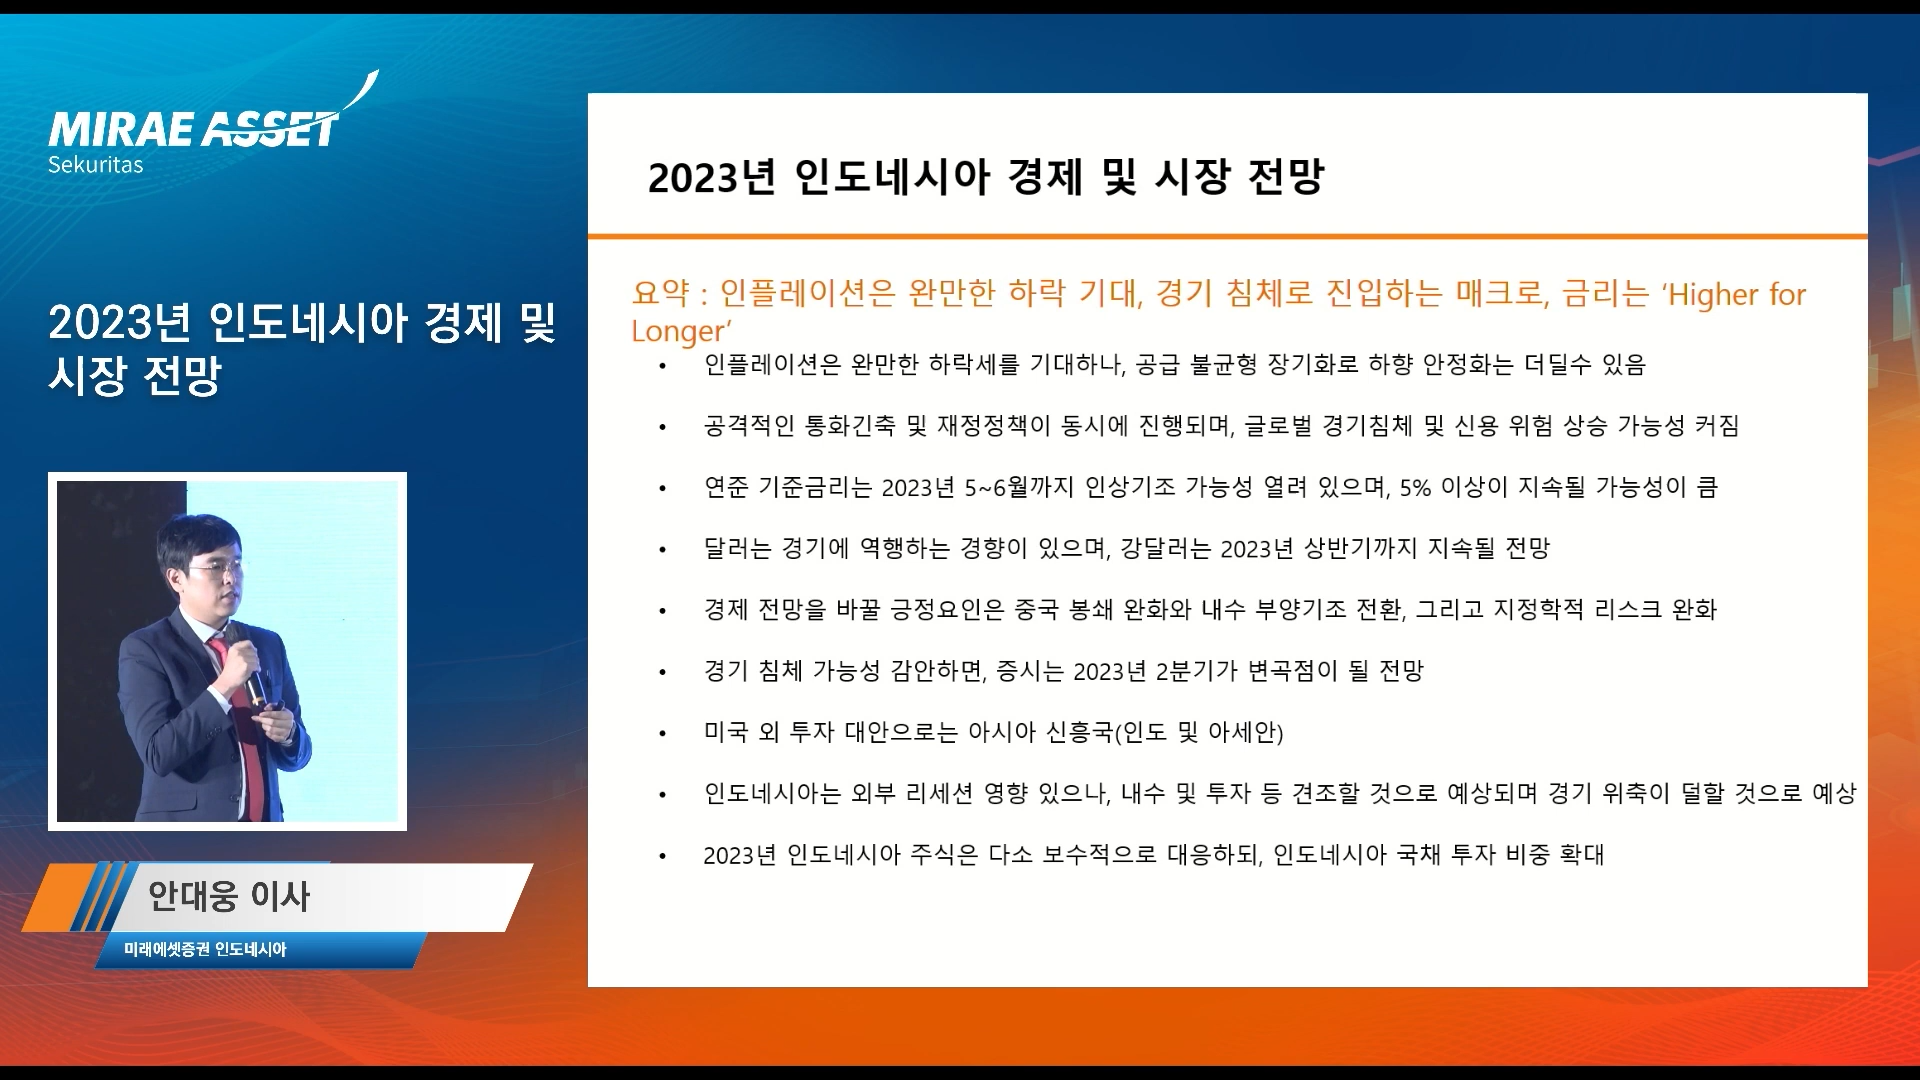 MIRAE ASSET
Sekuritas
2023년 인도네시아 경제 및
시장 전망
안대웅 이사
미래에셋증권 인도네시아
2023년 인도네시아 경제 및 시장 전망
요약 : 인플레이션은 완만한 하락 기대, 경기 침체로 진입하는 매크로, 금리는 ‘Higher for
Longer’
• 인플레이션은 완만한 하락세를 기대하나, 공급 불균형 장기화로 하향 안정화는 더딜수 있음
• 공격적인 통화긴축 및 재정정책이 동시에 진행되며, 글로벌 경기침체 및 신용 위험 상승 가능성 커짐
• 연준 기준금리는 2023년 5~6월까지 인상기조 가능성 열려 있으며, 5% 이상이 지속될 가능성이 큼
• 달러는 경기에 역행하는 경향이 있으며, 강달러는 2023년 상반기까지 지속될 전망
• 경제 전망을 바꿀 긍정요인은 중국 봉쇄 완화와 내수 부양기조 전환, 그리고 지정학적 리스크 완화
• 경기 침체 가능성 감안하면, 증시는 2023년 2분기가 변곡점이 될 전망
• 미국 외 투자 대안으로는 아시아 신흥국(인도 및 아세안)
• 인도네시아는 외부 리세션 영향 있으나, 내수 및 투자 등 견조할 것으로 예상되며 경기 위축이 덜할 것으로 예상
• 2023년 인도네시아 주식은 다소 보수적으로 대응하되, 인도네시아 국채 투자 비중 확대